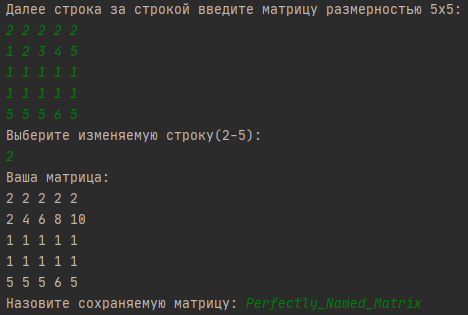 Далее строка за строкой введите матрицу размерностью 5x5:
2 2 2 2 2
1 2 3 4 5
1 1 1 1 1
1 1 1 1 1
5 5 5 6 5
Выберите изменяемую строку(2-5):
2
Ваша матрица:
2 2 2 2 2
2 4 6 8 10
1 1 1 1 1
1 1 1 1 1
5 5 5 6 5
Назовите сохраняемую матрицу: Perfectly_Named_Matrix